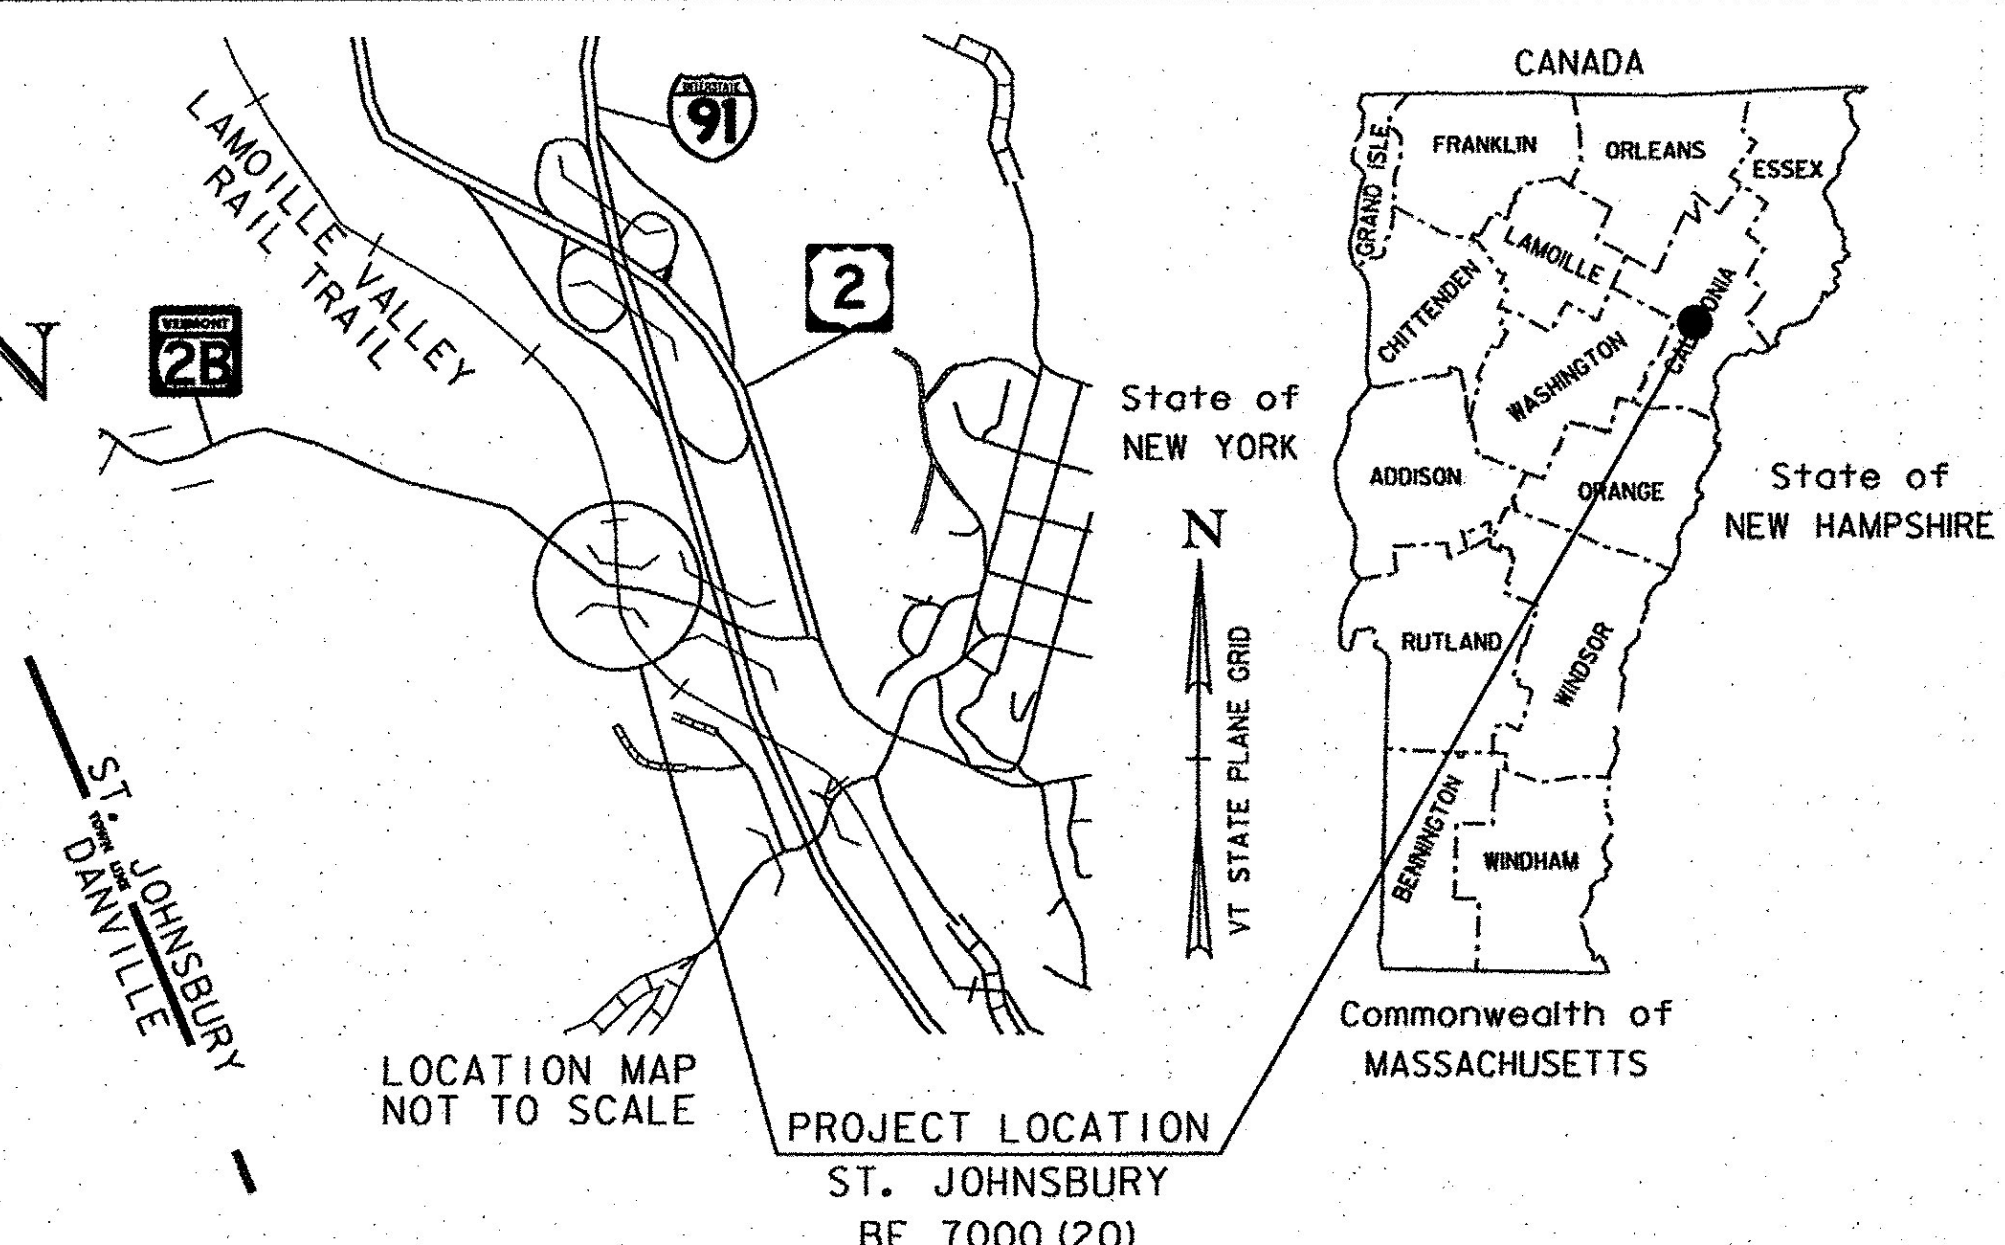 LAMOILLE VALLEY
RAIL TRAIL
INTERSTATE
91
2
VERMONT
2B
N
ST. JOHNSBURY
TOWN LINE
DANVILLE
LOCATION MAP
NOT TO SCALE
PROJECT LOCATION
ST. JOHNSBURY
BF 7000(20)
N
VT STATE PLANE GRID
CANADA
GRAND ISLE
FRANKLIN
ORLEANS
ESSEX
LAMOILLE
CHITTENDEN
WASHINGTON
State of
NEW YORK
ADDISON
ORANGE
State of
NEW HAMPSHIRE
RUTLAND
WINDSOR
BENNINGTON
WINDHAM
Commonwealth of
MASSACHUSETTS